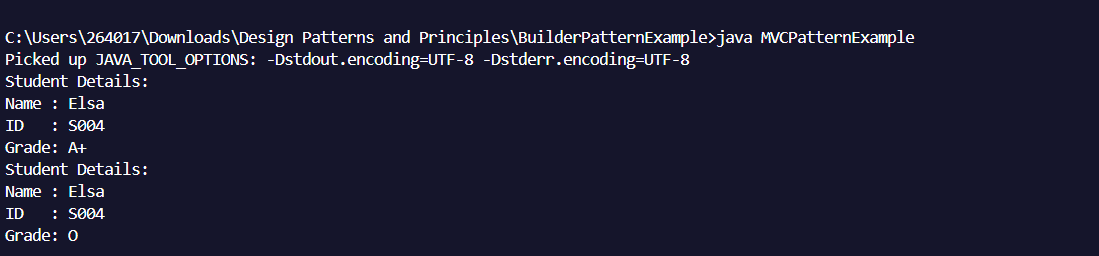 C:\Users\264017\Downloads\Design Patterns and Principles\BuilderPatternExample>java MVCPatternExample
Picked up JAVA_TOOL_OPTIONS: -Dstdout.encoding=UTF-8 -Dstderr.encoding=UTF-8
Student Details:
Name : Elsa
ID   : S004
Grade: A+
Student Details:
Name : Elsa
ID   : S004
Grade: O